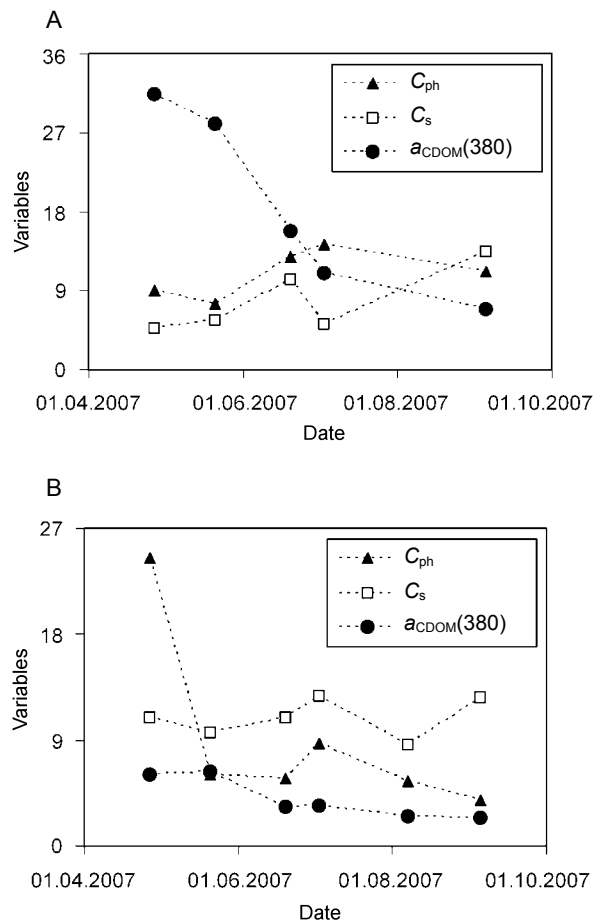 A
36
27
18
9
0
Variables
Cph
Cs
aCDOM(380)
01.04.2007 01.06.2007 01.08.2007 01.10.2007
Date
B
27
18
9
0
Variables
Cph
Cs
aCDOM(380)
01.04.2007 01.06.2007 01.08.2007 01.10.2007
Date